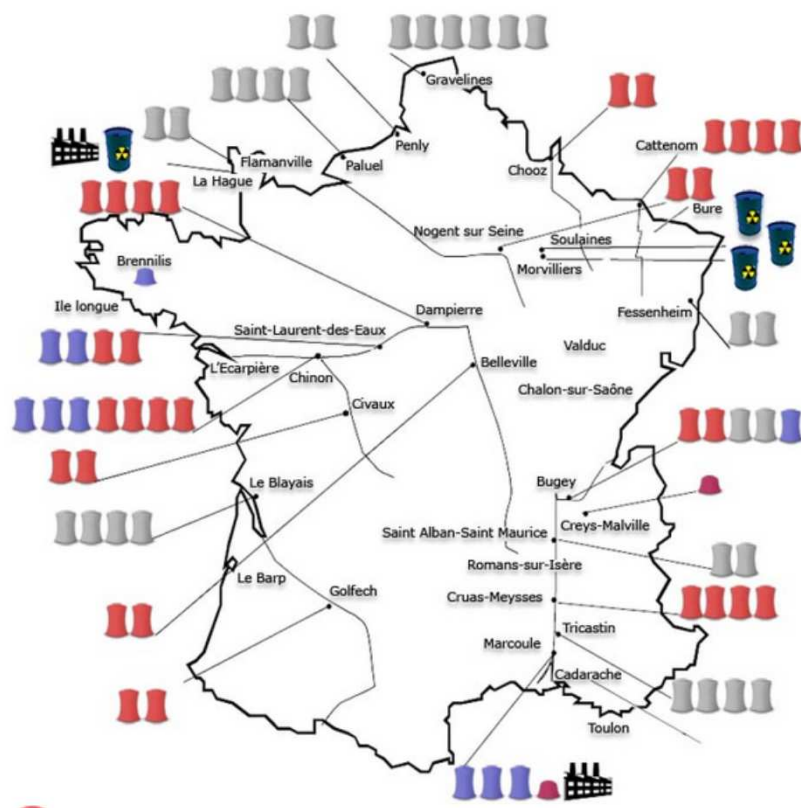 Gravelines
Penly
Flamanville
Paluel
Chooz
Cattenom
La Hague
Bure
Nogent sur Seine
Soulaines
Morvilliers
Brennilis
Ile longue
Dampierre
Fessenheim
Saint-Laurent-des-Eaux
Valduc
L'Ecarpière
Chinon
Belleville
Chalon-sur-Saône
Civaux
Le Blayais
Bugey
Creys-Malville
Saint Alban-Saint Maurice
Romans-sur-Isère
Le Barp
Golfech
Cruas-Meysses
Tricastin
Marcoule
Cadarache
Toulon